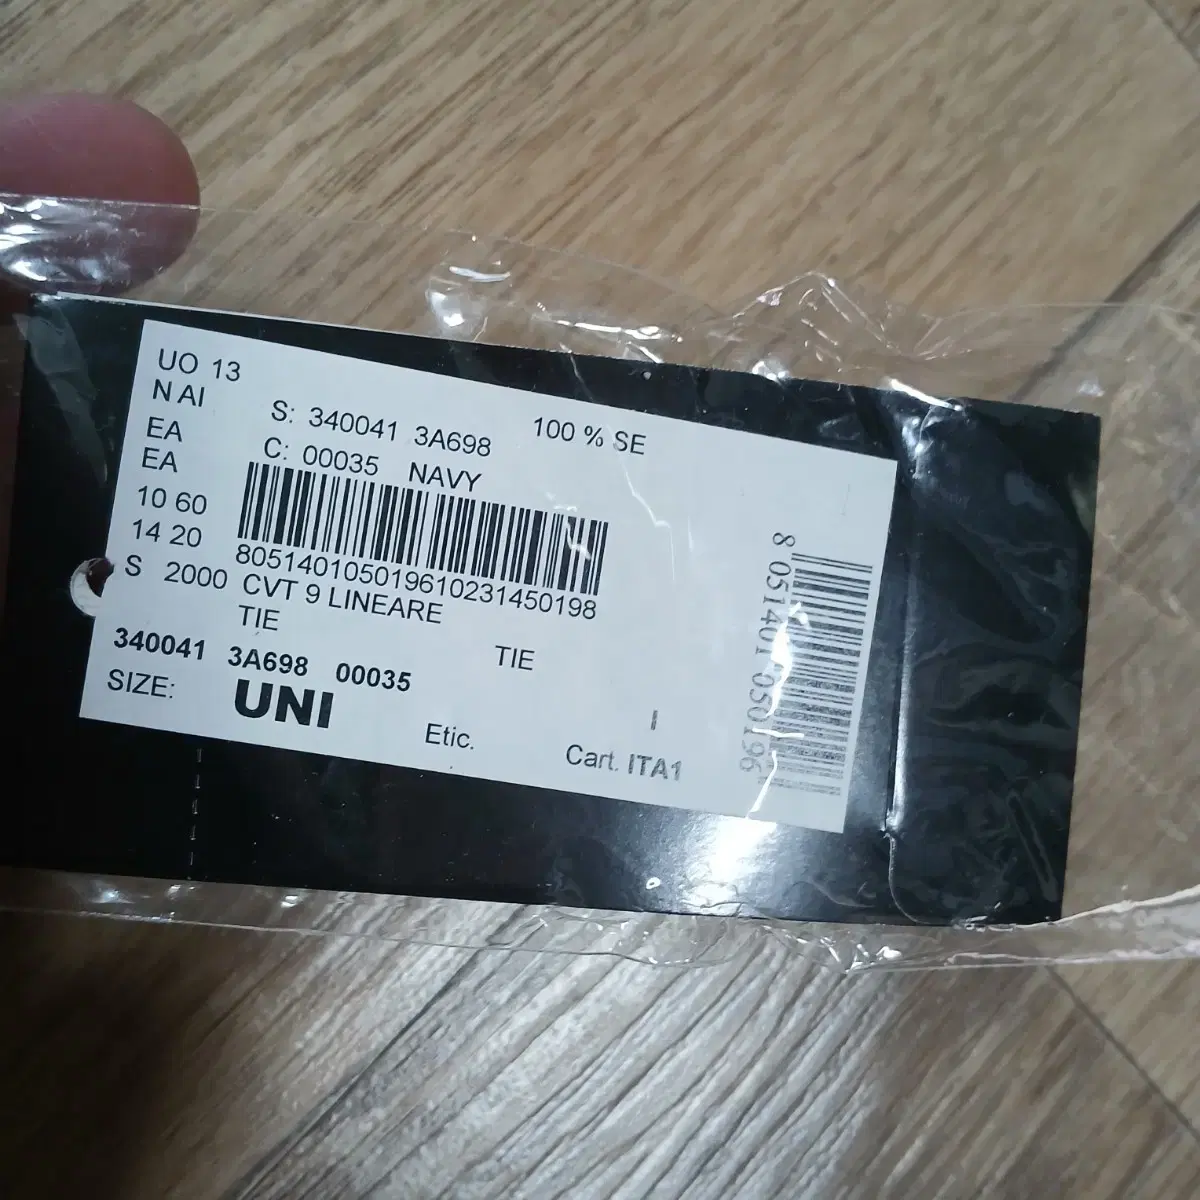 UO 13
N AI
EA
EA
10 60
14 20
S 2000
S: 340041 3A698
100 % SE
C: 00035 NAVY
8051401050196102314501​98
CVT 9 LINEARE
TIE
TIE
340041 3A698 00035
SIZE: UNI
Etic.
I
Cart. ITA1
8 051401 050196